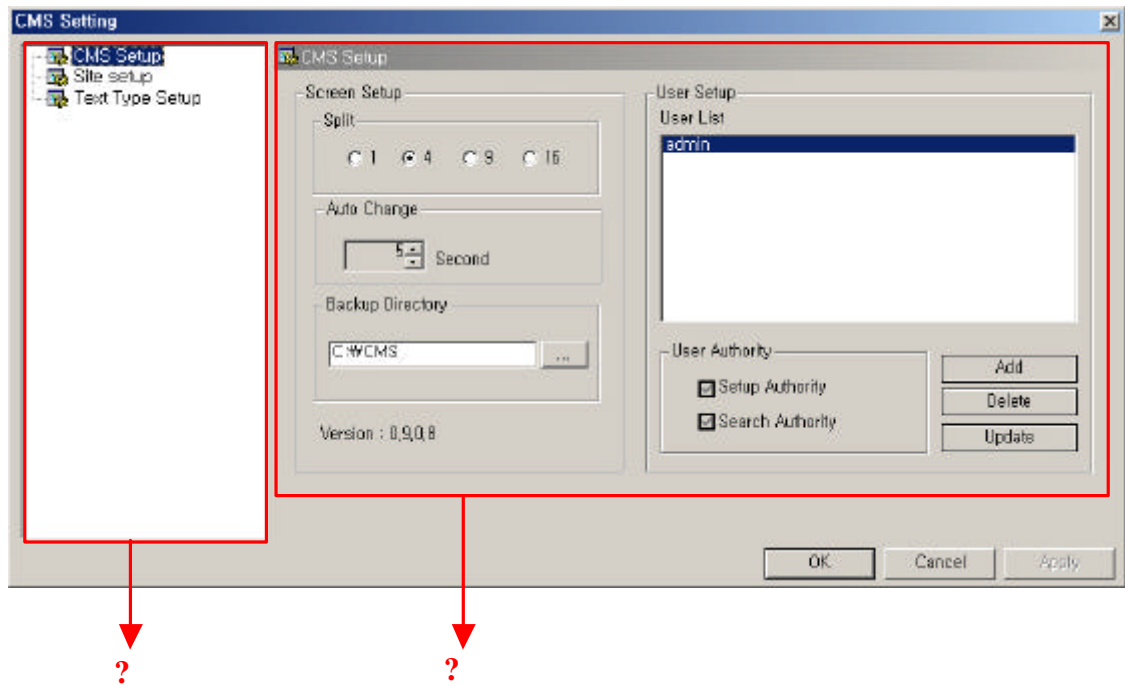 CMS Setting
CMS Setup
Site setup
Text Type Setup
CMS Setup
Screen Setup
Split
1 4 9 16
Auto Change
5 Second
Backup Directory
C:₩CMS
...
Version : 0,9,0,8
User Setup
User List
admin
User Authority
Setup Authority
Search Authority
Add
Delete
Update
OK Cancel Apply
? ?